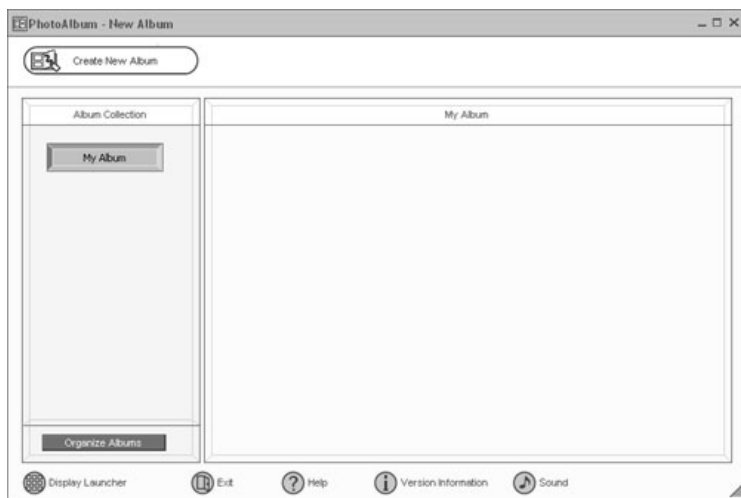 PhotoAlbum - New Album
Create New Album
Album Collection
My Album
My Album
Organize Albums
Display Launcher
Exit
Help
Version Information
Sound